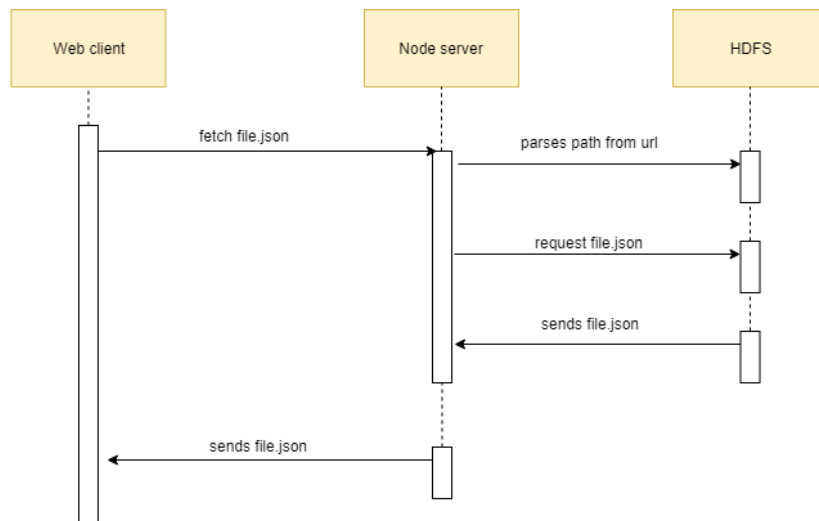 Web client
Node server
HDFS
fetch file.json
parses path from url
request file.json
sends file.json
sends file.json